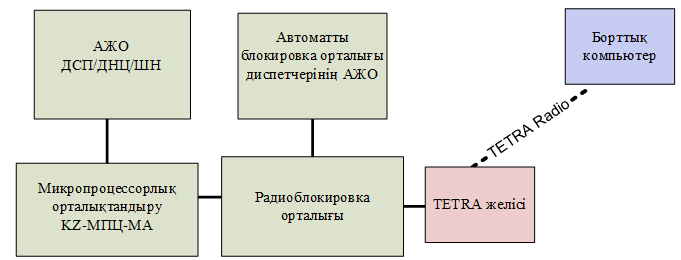 АЖО
ДСП/ДНЦ/ШН
Автоматты
блокировка орталығы
диспетчерінің АЖО
Борттық
компьютер
TETRA Radio
Микропроцессорлық
орталықтандыру
KZ-МПЦ-МА
Радиоблокировка
орталығы
TETRA желісі